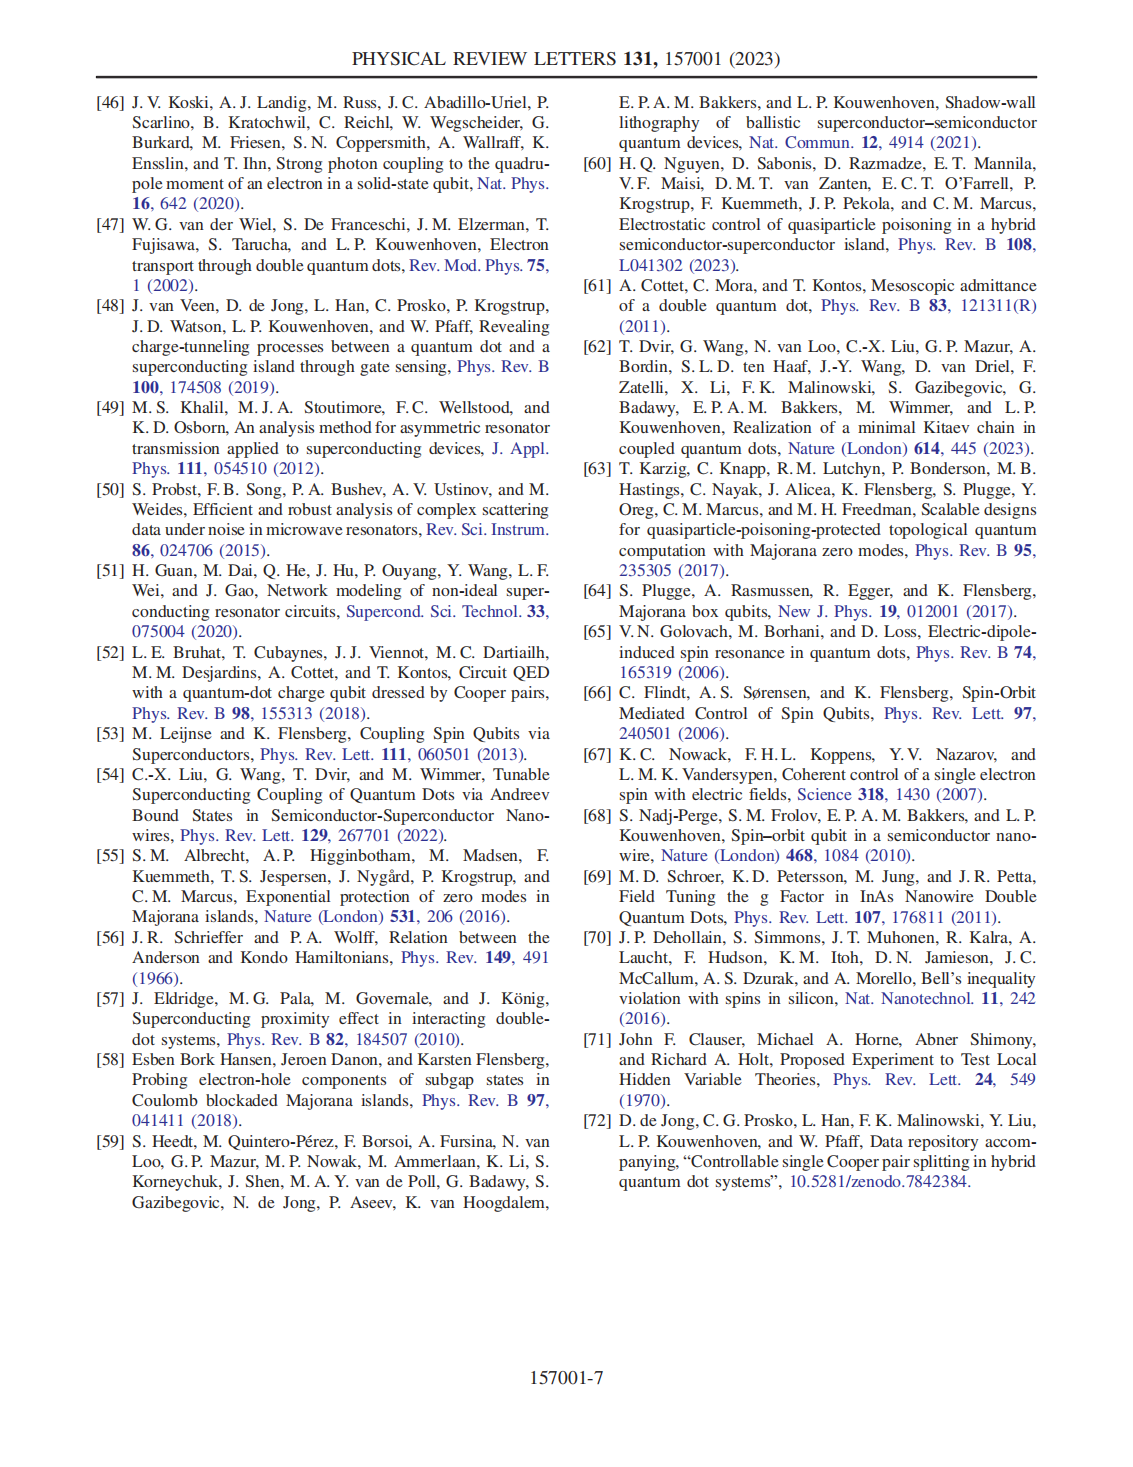 PHYSICAL REVIEW LETTERS 131, 157001 (2023)
[46] J. V. Koski, A. J. Landig, M. Russ, J. C. Abadillo-Uriel, P.
Scarlino, B. Kratochwil, C. Reichl, W. Wegscheider, G.
Burkard, M. Friesen, S. N. Coppersmith, A. Wallraff, K.
Ensslin, and T. Ihn, Strong photon coupling to the quadru-
pole moment of an electron in a solid-state qubit, Nat. Phys.
16, 642 (2020).
[47] W. G. van der Wiel, S. De Franceschi, J. M. Elzerman, T.
Fujisawa, S. Tarucha, and L. P. Kouwenhoven, Electron
transport through double quantum dots, Rev. Mod. Phys. 75,
1 (2002).
[48] J. van Veen, D. de Jong, L. Han, C. Prosko, P. Krogstrup,
J. D. Watson, L. P. Kouwenhoven, and W. Pfaff, Revealing
charge-tunneling processes between a quantum dot and a
superconducting island through gate sensing, Phys. Rev. B
100, 174508 (2019).
[49] M. S. Khalil, M. J. A. Stoutimore, F. C. Wellstood, and
K. D. Osborn, An analysis method for asymmetric resonator
transmission applied to superconducting devices, J. Appl.
Phys. 111, 054510 (2012).
[50] S. Probst, F. B. Song, P. A. Bushev, A. V. Ustinov, and M.
Weides, Efficient and robust analysis of complex scattering
data under noise in microwave resonators, Rev. Sci. Instrum.
86, 024706 (2015).
[51] H. Guan, M. Dai, Q. He, J. Hu, P. Ouyang, Y. Wang, L. F.
Wei, and J. Gao, Network modeling of non-ideal super-
conducting resonator circuits, Supercond. Sci. Technol. 33,
075004 (2020).
[52] L. E. Bruhat, T. Cubaynes, J. J. Viennot, M. C. Dartiailh,
M. M. Desjardins, A. Cottet, and T. Kontos, Circuit QED
with a quantum-dot charge qubit dressed by Cooper pairs,
Phys. Rev. B 98, 155313 (2018).
[53] M. Leijnse and K. Flensberg, Coupling Spin Qubits via
Superconductors, Phys. Rev. Lett. 111, 060501 (2013).
[54] C.-X. Liu, G. Wang, T. Dvir, and M. Wimmer, Tunable
Superconducting Coupling of Quantum Dots via Andreev
Bound States in Semiconductor-Superconductor Nano-
wires, Phys. Rev. Lett. 129, 267701 (2022).
[55] S. M. Albrecht, A. P. Higginbotham, M. Madsen, F.
Kuemmeth, T. S. Jespersen, J. Nygård, P. Krogstrup, and
C. M. Marcus, Exponential protection of zero modes in
Majorana islands, Nature (London) 531, 206 (2016).
[56] J. R. Schrieffer and P. A. Wolff, Relation between the
Anderson and Kondo Hamiltonians, Phys. Rev. 149, 491
(1966).
[57] J. Eldridge, M. G. Pala, M. Governale, and J. König,
Superconducting proximity effect in interacting double-
dot systems, Phys. Rev. B 82, 184507 (2010).
[58] Esben Bork Hansen, Jeroen Danon, and Karsten Flensberg,
Probing electron-hole components of subgap states in
Coulomb blockaded Majorana islands, Phys. Rev. B 97,
041411 (2018).
[59] S. Heedt, M. Quintero-Pérez, F. Borsoi, A. Fursina, N. van
Loo, G. P. Mazur, M. P. Nowak, M. Ammerlaan, K. Li, S.
Korneychuk, J. Shen, M. A. Y. van de Poll, G. Badawy, S.
Gazibegovic, N. de Jong, P. Aseev, K. van Hoogdalem,
E. P. A. M. Bakkers, and L. P. Kouwenhoven, Shadow-wall
lithography of ballistic superconductor–semiconductor
quantum devices, Nat. Commun. 12, 4914 (2021).
[60] H. Q. Nguyen, D. Sabonis, D. Razmadze, E. T. Mannila,
V. F. Maisi, D. M. T. van Zanten, E. C. T. O'Farrell, P.
Krogstrup, F. Kuemmeth, J. P. Pekola, and C. M. Marcus,
Electrostatic control of quasiparticle poisoning in a hybrid
semiconductor-superconductor island, Phys. Rev. B 108,
L041302 (2023).
[61] A. Cottet, C. Mora, and T. Kontos, Mesoscopic admittance
of a double quantum dot, Phys. Rev. B 83, 121311(R)
(2011).
[62] T. Dvir, G. Wang, N. van Loo, C.-X. Liu, G. P. Mazur, A.
Bordin, S. L. D. ten Haaf, J.-Y. Wang, D. van Driel, F.
Zatelli, X. Li, F. K. Malinowski, S. Gazibegovic, G.
Badawy, E. P. A. M. Bakkers, M. Wimmer, and L. P.
Kouwenhoven, Realization of a minimal Kitaev chain in
coupled quantum dots, Nature (London) 614, 445 (2023).
[63] T. Karzig, C. Knapp, R. M. Lutchyn, P. Bonderson, M. B.
Hastings, C. Nayak, J. Alicea, K. Flensberg, S. Plugge, Y.
Oreg, C. M. Marcus, and M. H. Freedman, Scalable designs
for quasiparticle-poisoning-protected topological quantum
computation with Majorana zero modes, Phys. Rev. B 95,
235305 (2017).
[64] S. Plugge, A. Rasmussen, R. Egger, and K. Flensberg,
Majorana box qubits, New J. Phys. 19, 012001 (2017).
[65] V. N. Golovach, M. Borhani, and D. Loss, Electric-dipole-
induced spin resonance in quantum dots, Phys. Rev. B 74,
165319 (2006).
[66] C. Flindt, A. S. Sørensen, and K. Flensberg, Spin-Orbit
Mediated Control of Spin Qubits, Phys. Rev. Lett. 97,
240501 (2006).
[67] K. C. Nowack, F. H. L. Koppens, Y. V. Nazarov, and
L. M. K. Vandersypen, Coherent control of a single electron
spin with electric fields, Science 318, 1430 (2007).
[68] S. Nadj-Perge, S. M. Frolov, E. P. A. M. Bakkers, and L. P.
Kouwenhoven, Spin–orbit qubit in a semiconductor nano-
wire, Nature (London) 468, 1084 (2010).
[69] M. D. Schroer, K. D. Petersson, M. Jung, and J. R. Petta,
Field Tuning the g Factor in InAs Nanowire Double
Quantum Dots, Phys. Rev. Lett. 107, 176811 (2011).
[70] J. P. Dehollain, S. Simmons, J. T. Muhonen, R. Kalra, A.
Laucht, F. Hudson, K. M. Itoh, D. N. Jamieson, J. C.
McCallum, A. S. Dzurak, and A. Morello, Bell's inequality
violation with spins in silicon, Nat. Nanotechnol. 11, 242
(2016).
[71] John F. Clauser, Michael A. Horne, Abner Shimony,
and Richard A. Holt, Proposed Experiment to Test Local
Hidden Variable Theories, Phys. Rev. Lett. 24, 549
(1970).
[72] D. de Jong, C. G. Prosko, L. Han, F. K. Malinowski, Y. Liu,
L. P. Kouwenhoven, and W. Pfaff, Data repository accom-
panying, “Controllable single Cooper pair splitting in hybrid
quantum dot systems”, 10.5281/zenodo.7842384.
157001-7